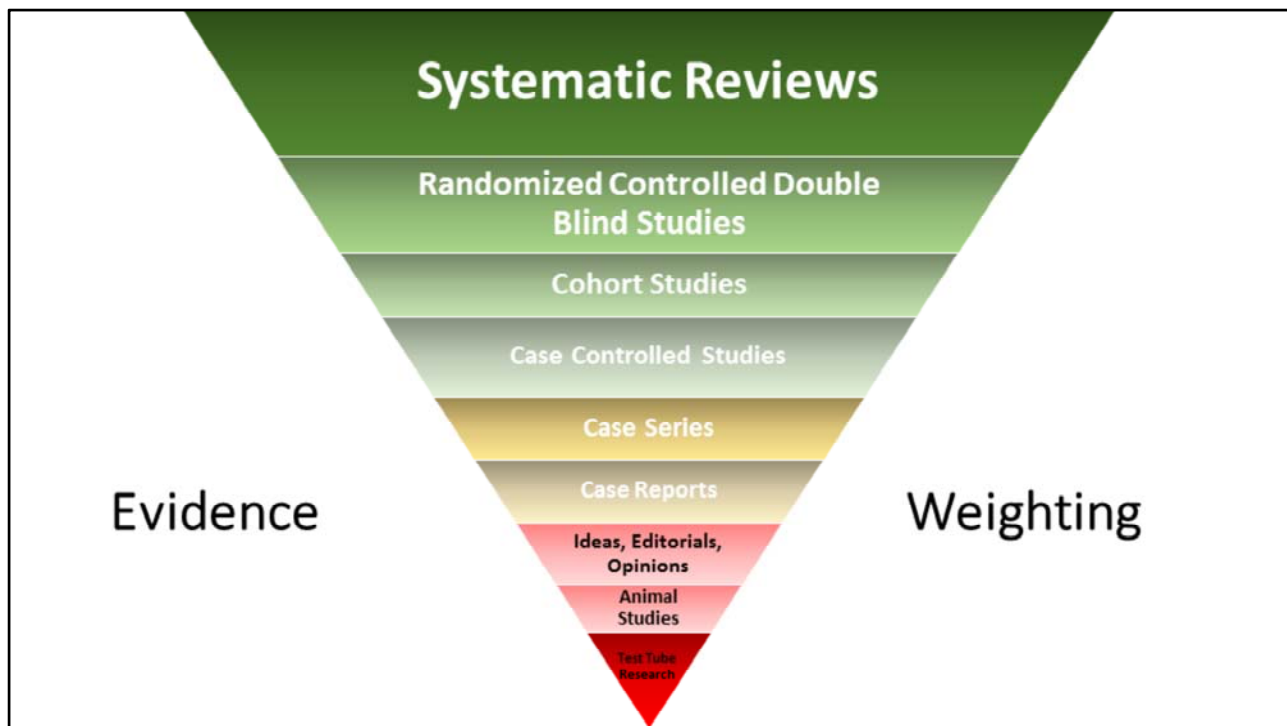 Systematic Reviews
Randomized Controlled Double
Blind Studies
Cohort Studies
Case Controlled Studies
Case Series
Case Reports
Evidence
Weighting
Ideas, Editorials,
Opinions
Animal
Studies
Test Tube
Research